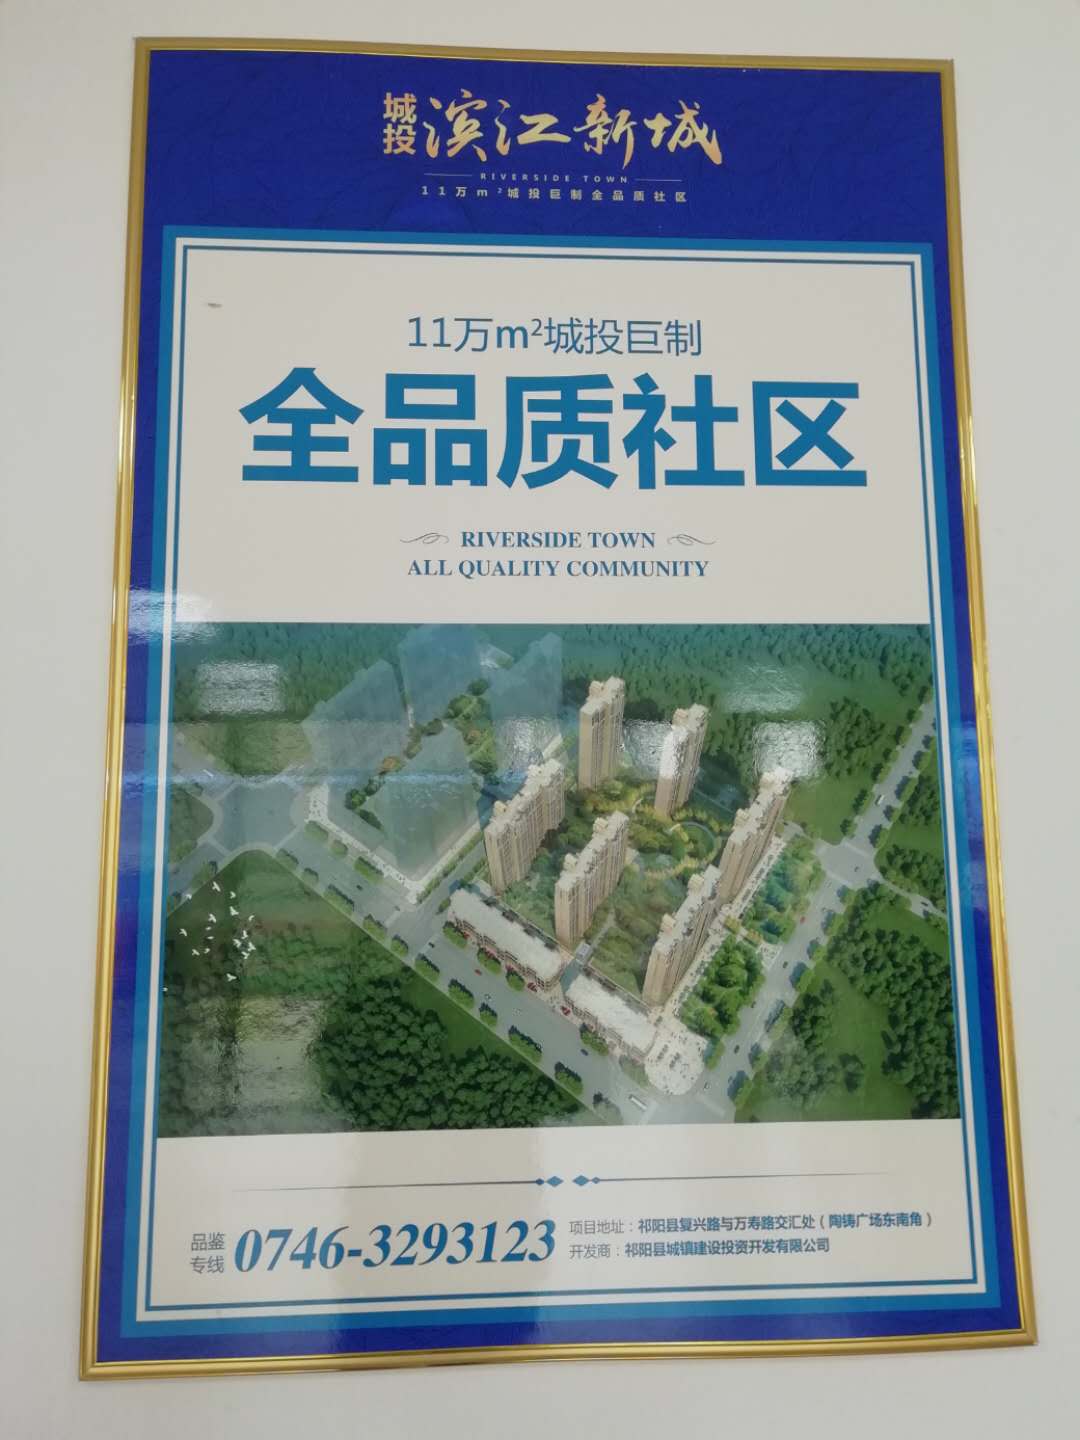 城投 滨江新城
RIVERSIDE TOWN
11万m²城投巨制全品质社区
11万m²城投巨制
全品质社区
RIVERSIDE TOWN
ALL QUALITY COMMUNITY
品鉴
专线
0746-3293123
项目地址：祁阳县复兴路与万寿路交汇处（陶铸广场东南角）
开发商：祁阳县城镇建设投资开发有限公司